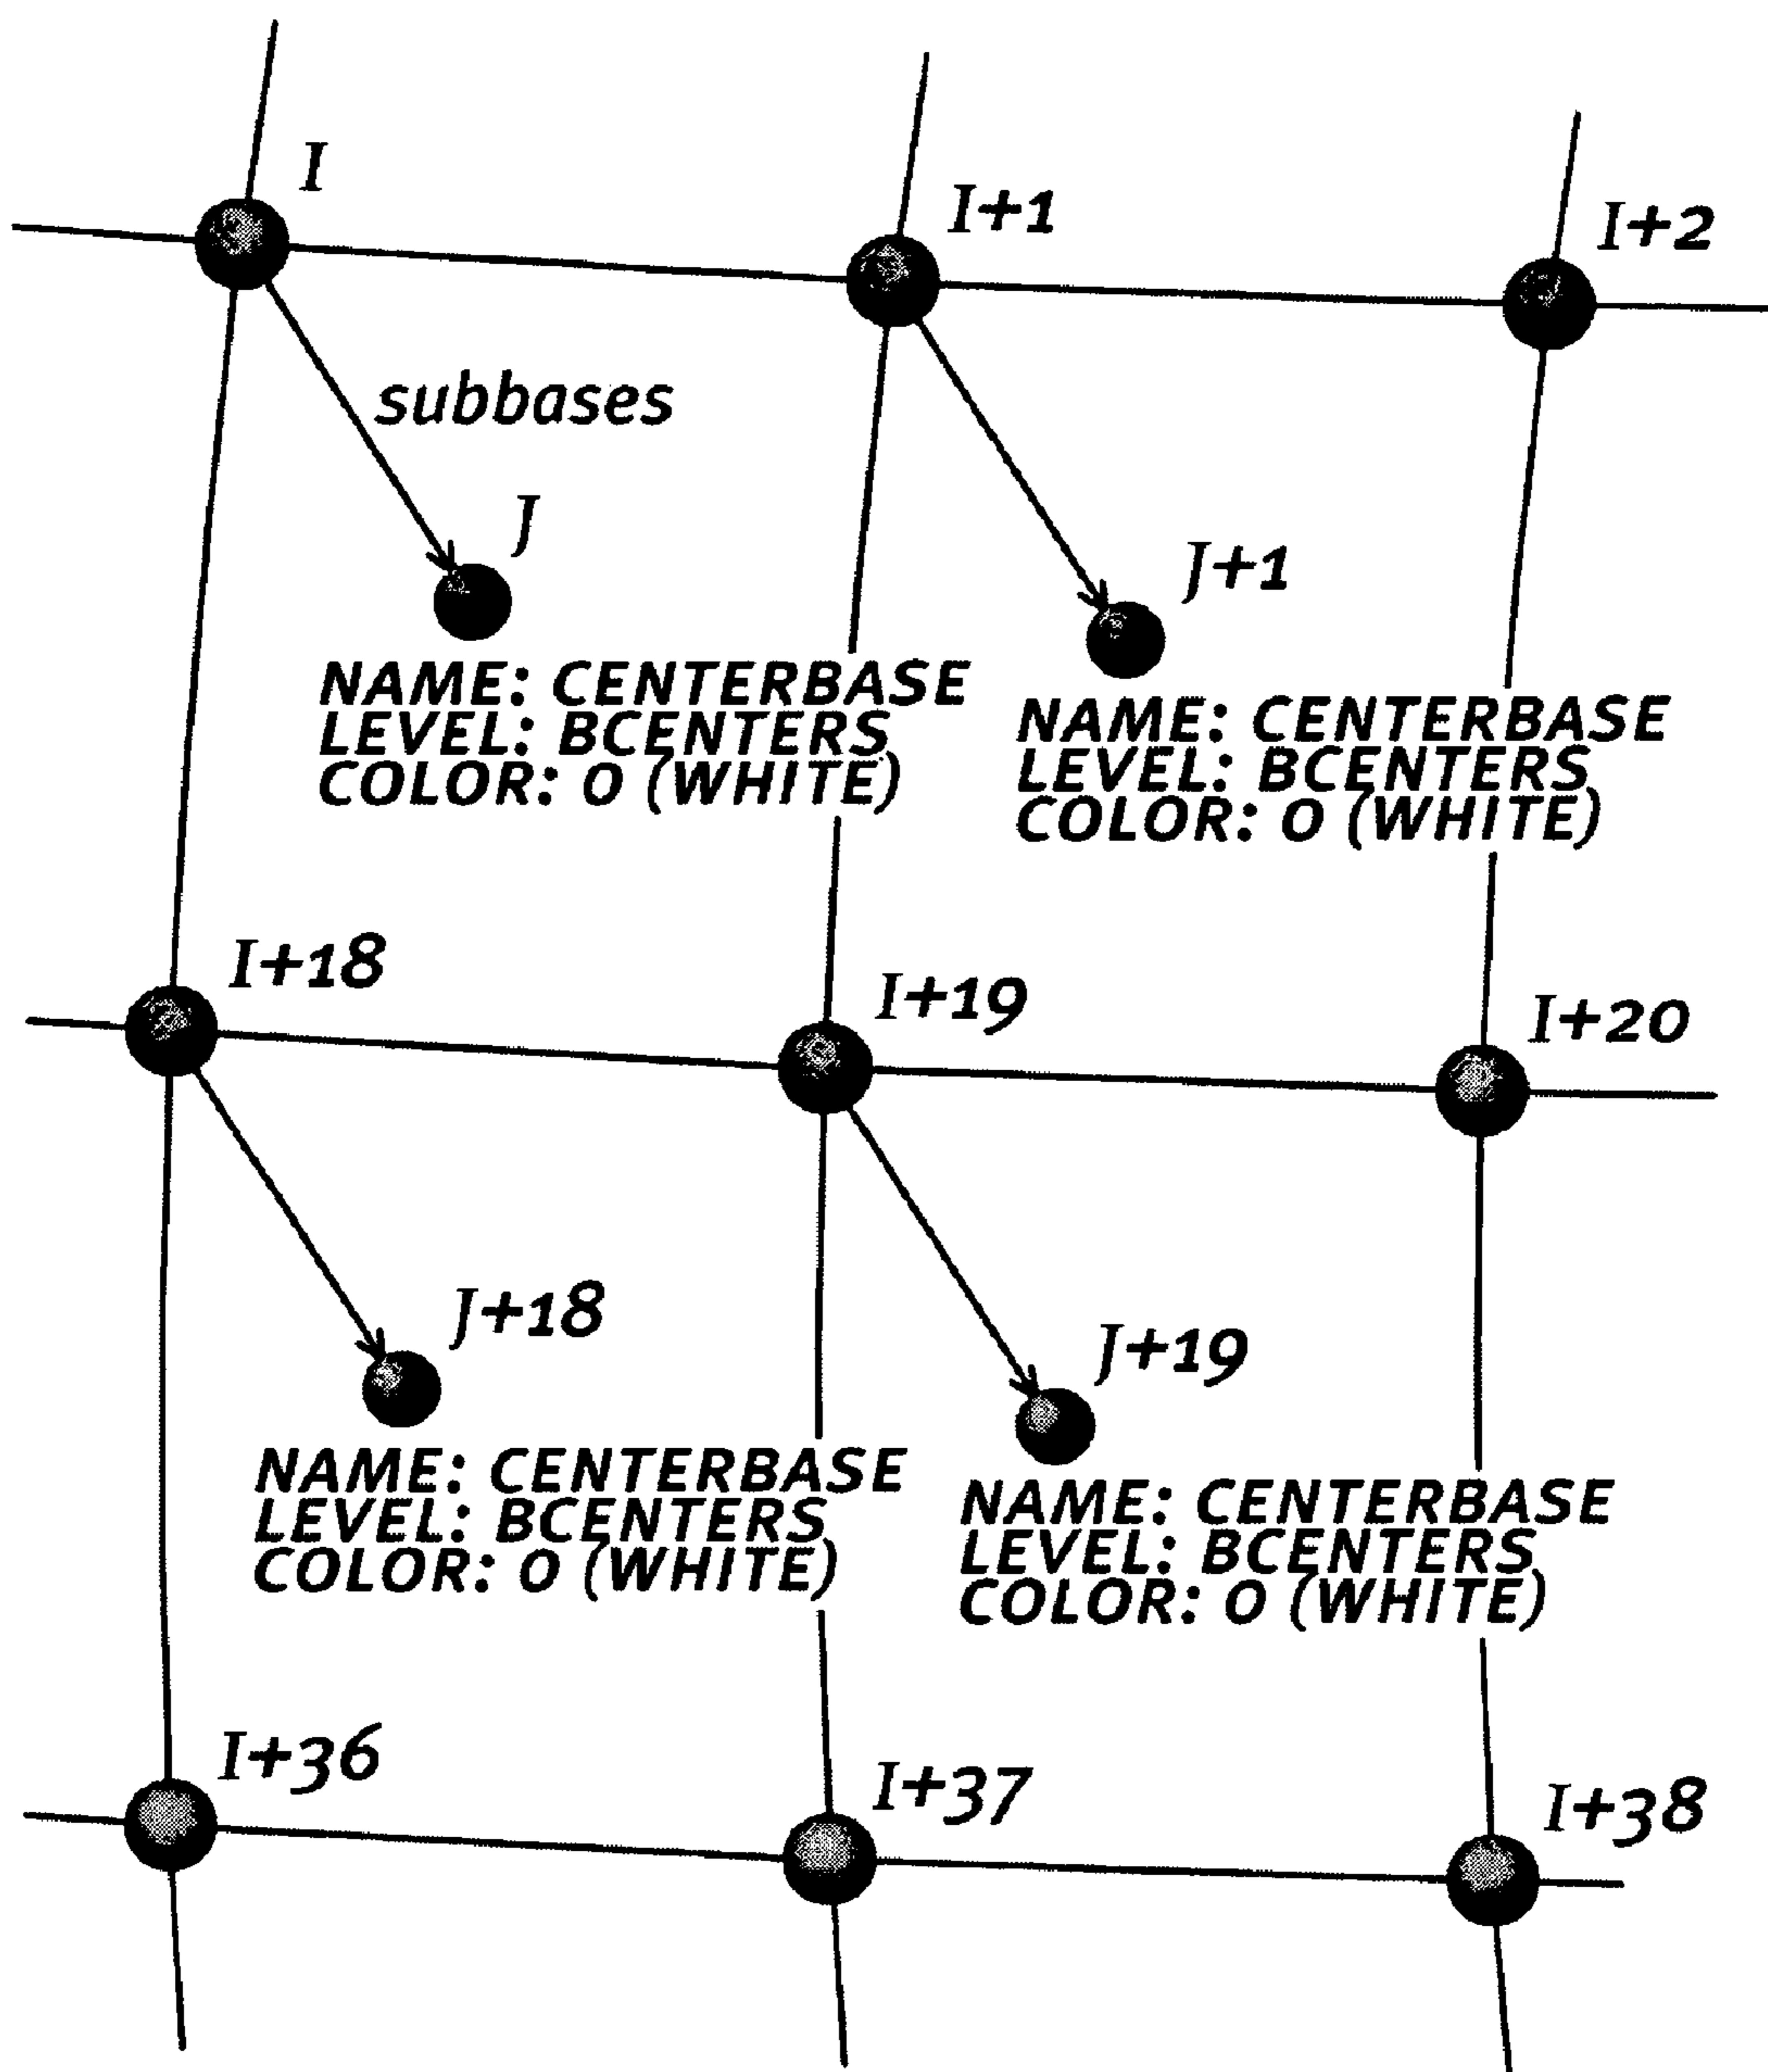 I
I+1
I+2
subbases
J
J+1
NAME: CENTERBASE
LEVEL: BCENTERS
COLOR: 0 (WHITE)
NAME: CENTERBASE
LEVEL: BCENTERS
COLOR: 0 (WHITE)
I+18
I+19
I+20
J+18
J+19
NAME: CENTERBASE
LEVEL: BCENTERS
COLOR: 0 (WHITE)
NAME: CENTERBASE
LEVEL: BCENTERS
COLOR: 0 (WHITE)
I+36
I+37
I+38